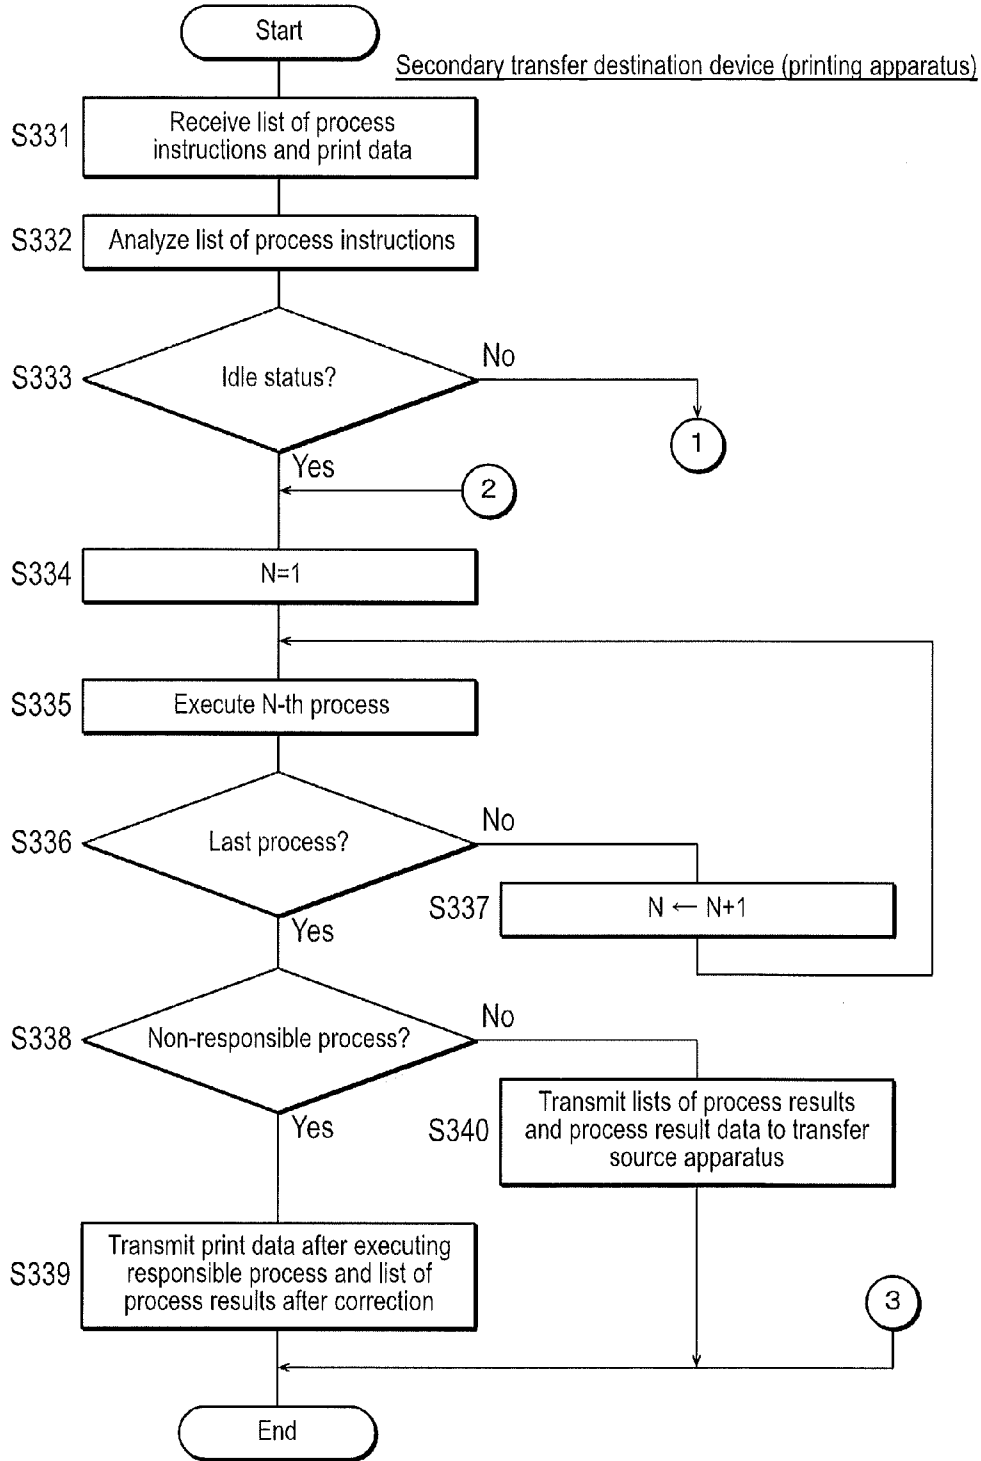 Start
Secondary transfer destination device (printing apparatus)
S331
Receive list of process
instructions and print data
S332
Analyze list of process instructions
S333
Idle status?
No
1
Yes
2
S334
N=1
S335
Execute N-th process
S336
Last process?
No
S337
N ← N+1
Yes
S338
Non-responsible process?
No
Yes
S340
Transmit lists of process results
and process result data to transfer
source apparatus
S339
Transmit print data after executing
responsible process and list of
process results after correction
3
End